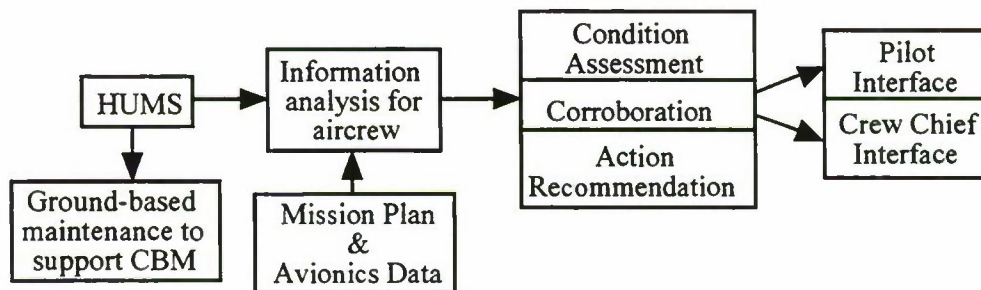 HUMS
Ground-based
maintenance to
support CBM
Information
analysis for
aircrew
Mission Plan
&
Avionics Data
Condition
Assessment
Corroboration
Action
Recommendation
Pilot
Interface
Crew Chief
Interface